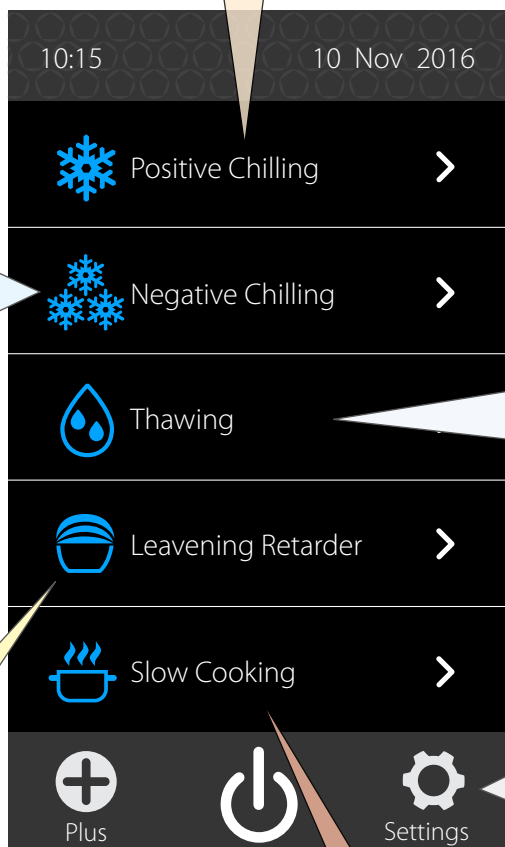 10:15 10 Nov 2016
Positive Chilling
Negative Chilling
Thawing
Leavening Retarder
Slow Cooking
Plus Settings